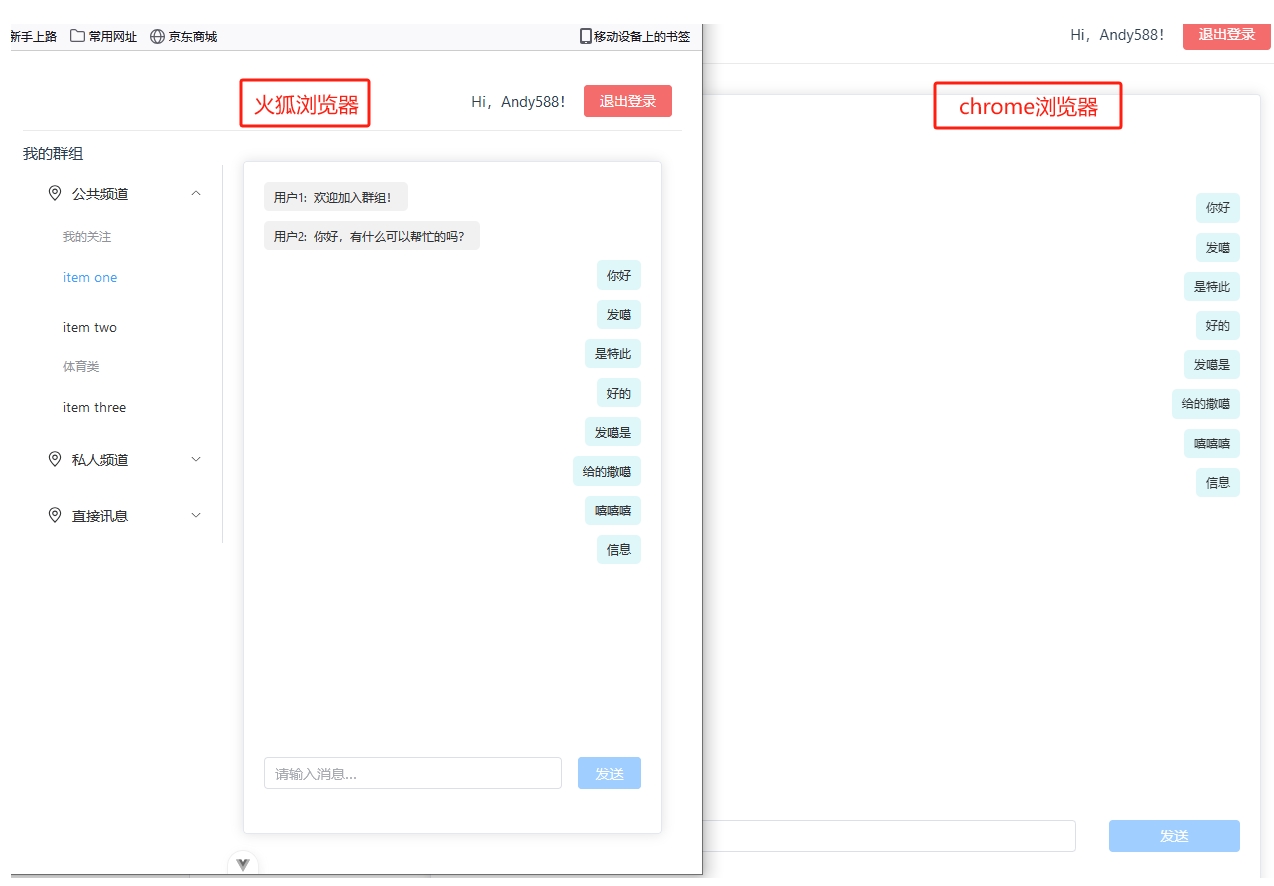 新手上路 常用网址 京东商城 移动设备上的书签
火狐浏览器
Hi, Andy588!
退出登录
我的群组
公共频道
我的关注
item one
item two
体育类
item three
私人频道
直接讯息
用户1: 欢迎加入群组!
用户2: 你好，有什么可以帮忙的吗?
你好
发噶
是特此
好的
发噶是
给的撒噶
嘻嘻嘻
信息
请输入消息...
发送
Hi, Andy588!
退出登录
chrome浏览器
你好
发噶
是特此
好的
发噶是
给的撒噶
嘻嘻嘻
信息
发送